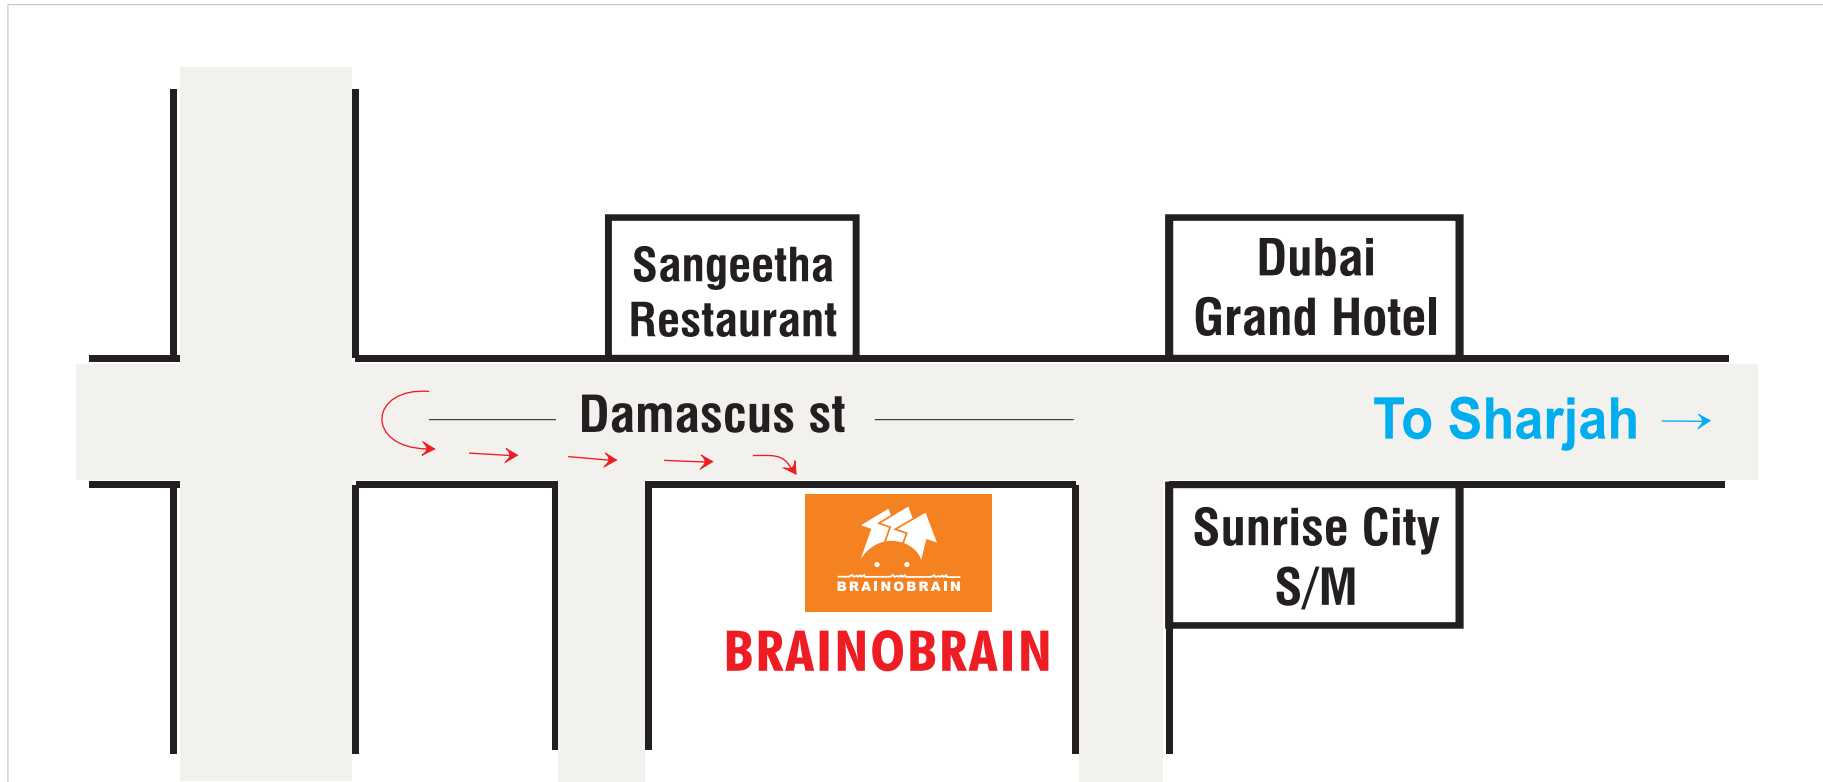 Sangeetha
Restaurant
Dubai
Grand Hotel
Damascus st
To Sharjah
BRAINOBRAIN
BRAINOBRAIN
Sunrise City
S/M